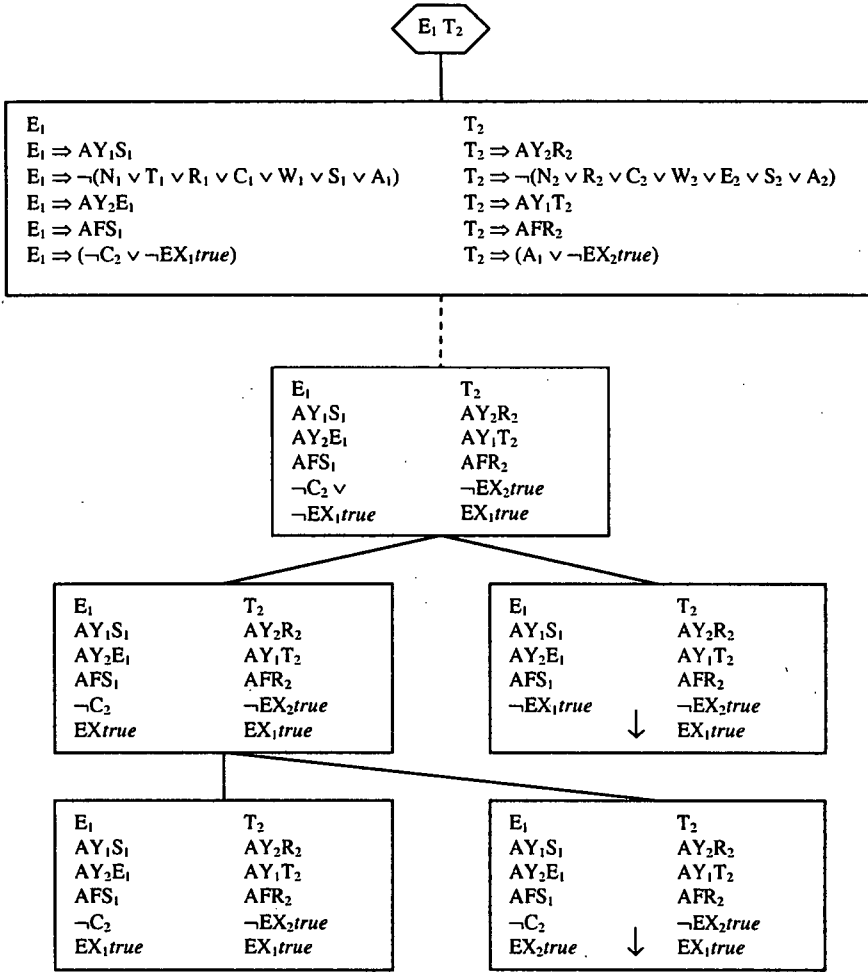 E₁ T₂
E₁ T₂
E₁ ⇒ AY₁S₁ T₂ ⇒ AY₂R₂
E₁ ⇒ ¬(N₁ ∨ T₁ ∨ R₁ ∨ C₁ ∨ W₁ ∨ S₁ ∨ A₁) T₂ ⇒ ¬(N₂ ∨ R₂ ∨ C₂ ∨ W₂ ∨ E₂ ∨ S₂ ∨ A₂)
E₁ ⇒ AY₂E₁ T₂ ⇒ AY₁T₂
E₁ ⇒ AFS₁ T₂ ⇒ AFR₂
E₁ ⇒ (¬C₂ ∨ ¬EX₁true) T₂ ⇒ (A₁ ∨ ¬EX₂true)
E₁ T₂
AY₁S₁ AY₂R₂
AY₂E₁ AY₁T₂
AFS₁ AFR₂
¬C₂ ∨ ¬EX₂true
¬EX₁true EX₁true
E₁ T₂
AY₁S₁ AY₂R₂
AY₂E₁ AY₁T₂
AFS₁ AFR₂
¬C₂ ¬EX₂true
EXtrue EX₁true
E₁ T₂
AY₁S₁ AY₂R₂
AY₂E₁ AY₁T₂
AFS₁ AFR₂
¬EX₁true ¬EX₂true
↓ EX₁true
E₁ T₂
AY₁S₁ AY₂R₂
AY₂E₁ AY₁T₂
AFS₁ AFR₂
¬C₂ ¬EX₂true
EX₁true EX₁true
E₁ T₂
AY₁S₁ AY₂R₂
AY₂E₁ AY₁T₂
AFS₁ AFR₂
¬C₂ ¬EX₂true
EX₂true ↓ EX₁true